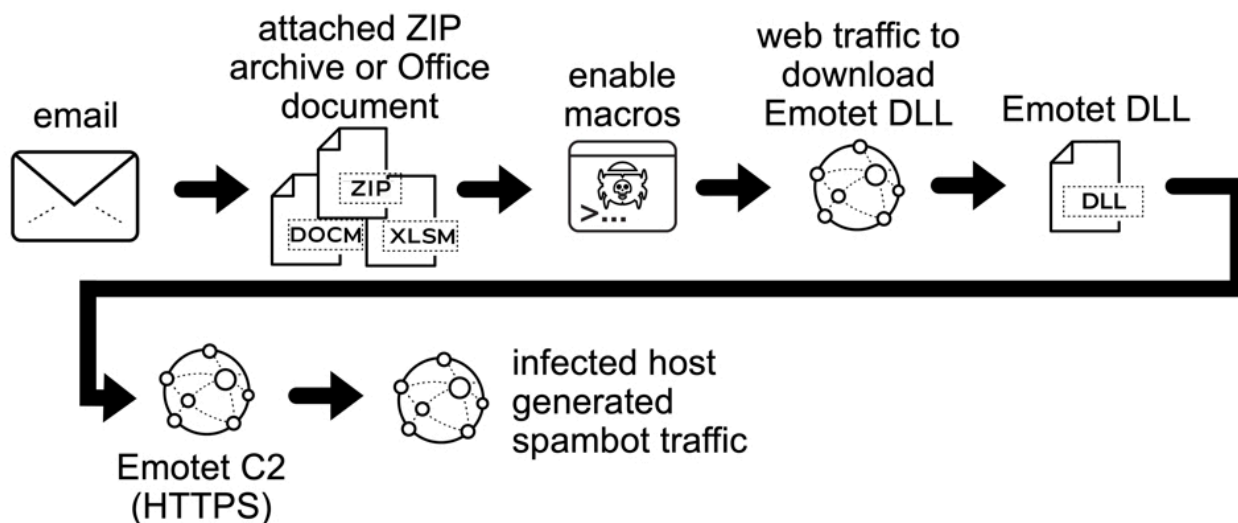 email
attached ZIP
archive or Office
document
ZIP
DOCM
XLSM
enable
macros
>...
web traffic to
download
Emotet DLL
Emotet DLL
DLL
Emotet C2
(HTTPS)
infected host
generated
spambot traffic